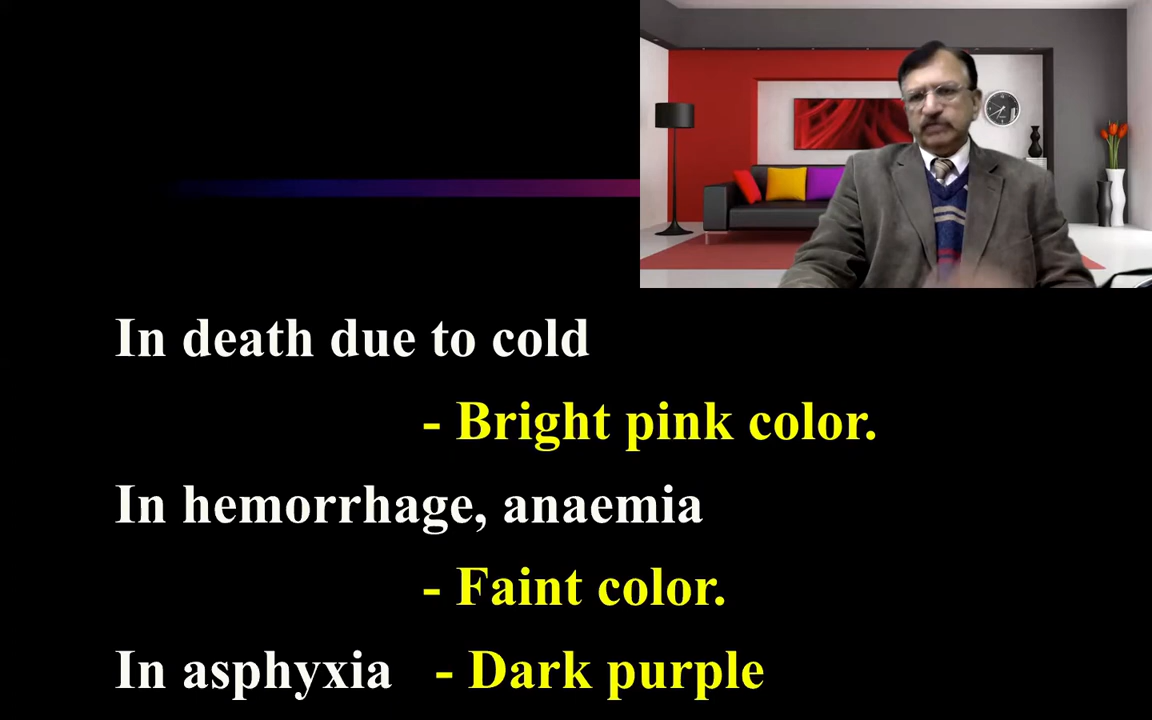 In death due to cold
- Bright pink color.
In hemorrhage, anaemia
- Faint color.
In asphyxia - Dark purple